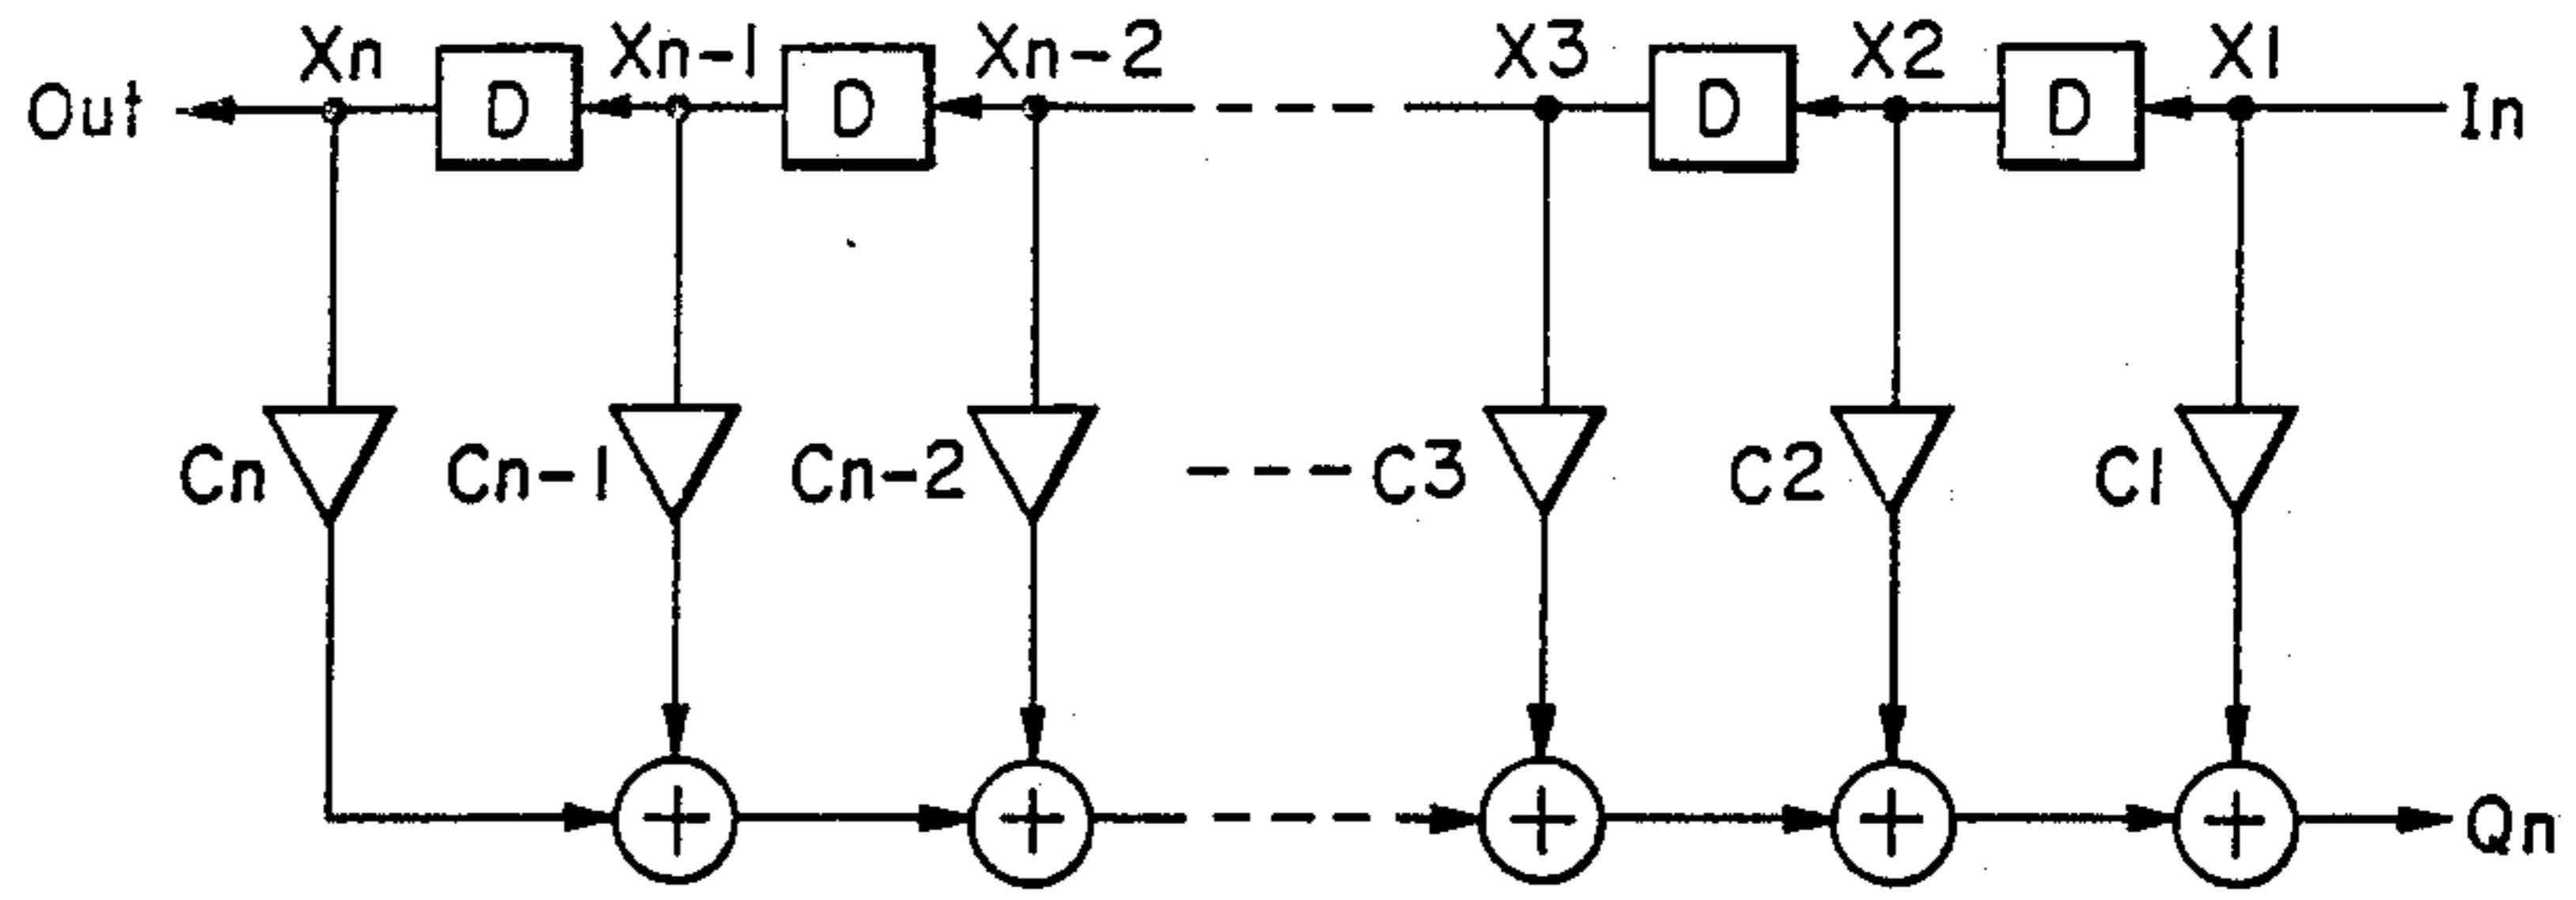 Xn Xn-1 Xn-2 X3 X2 X1
Out D D D D In
Cn Cn-1 Cn-2 C3 C2 C1
+ + + + + Qn